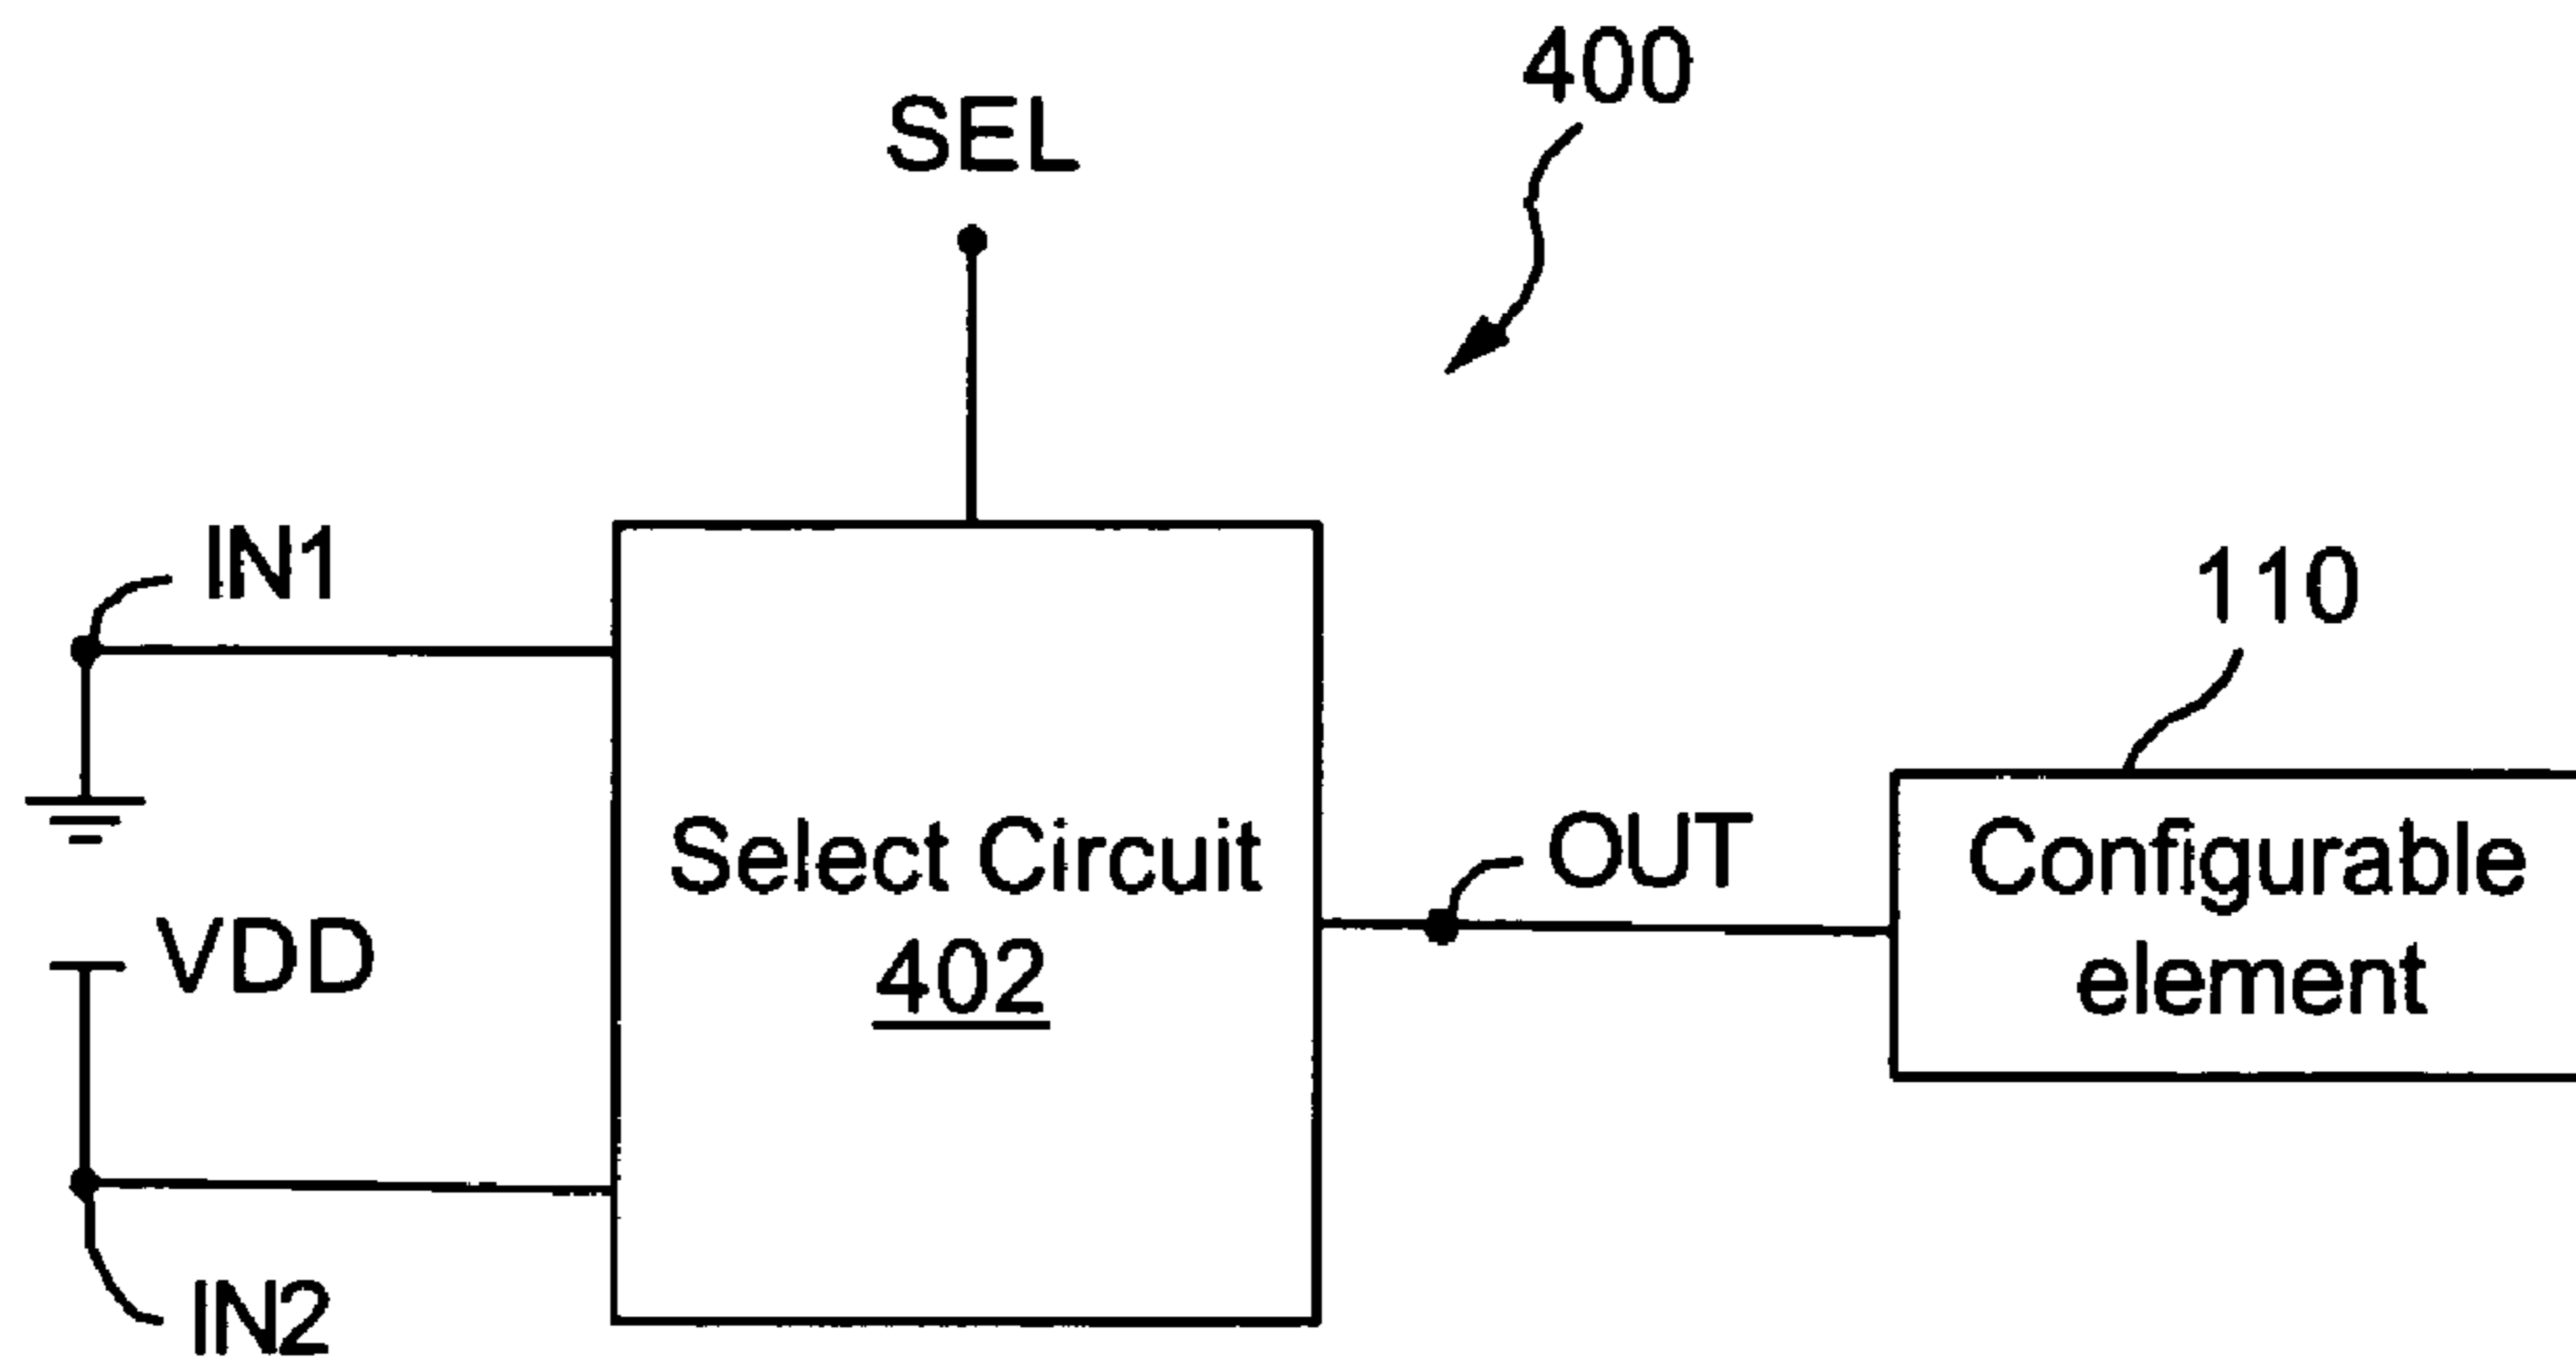 400
SEL
IN1
110
Select Circuit
402
OUT
Configurable
element
VDD
IN2